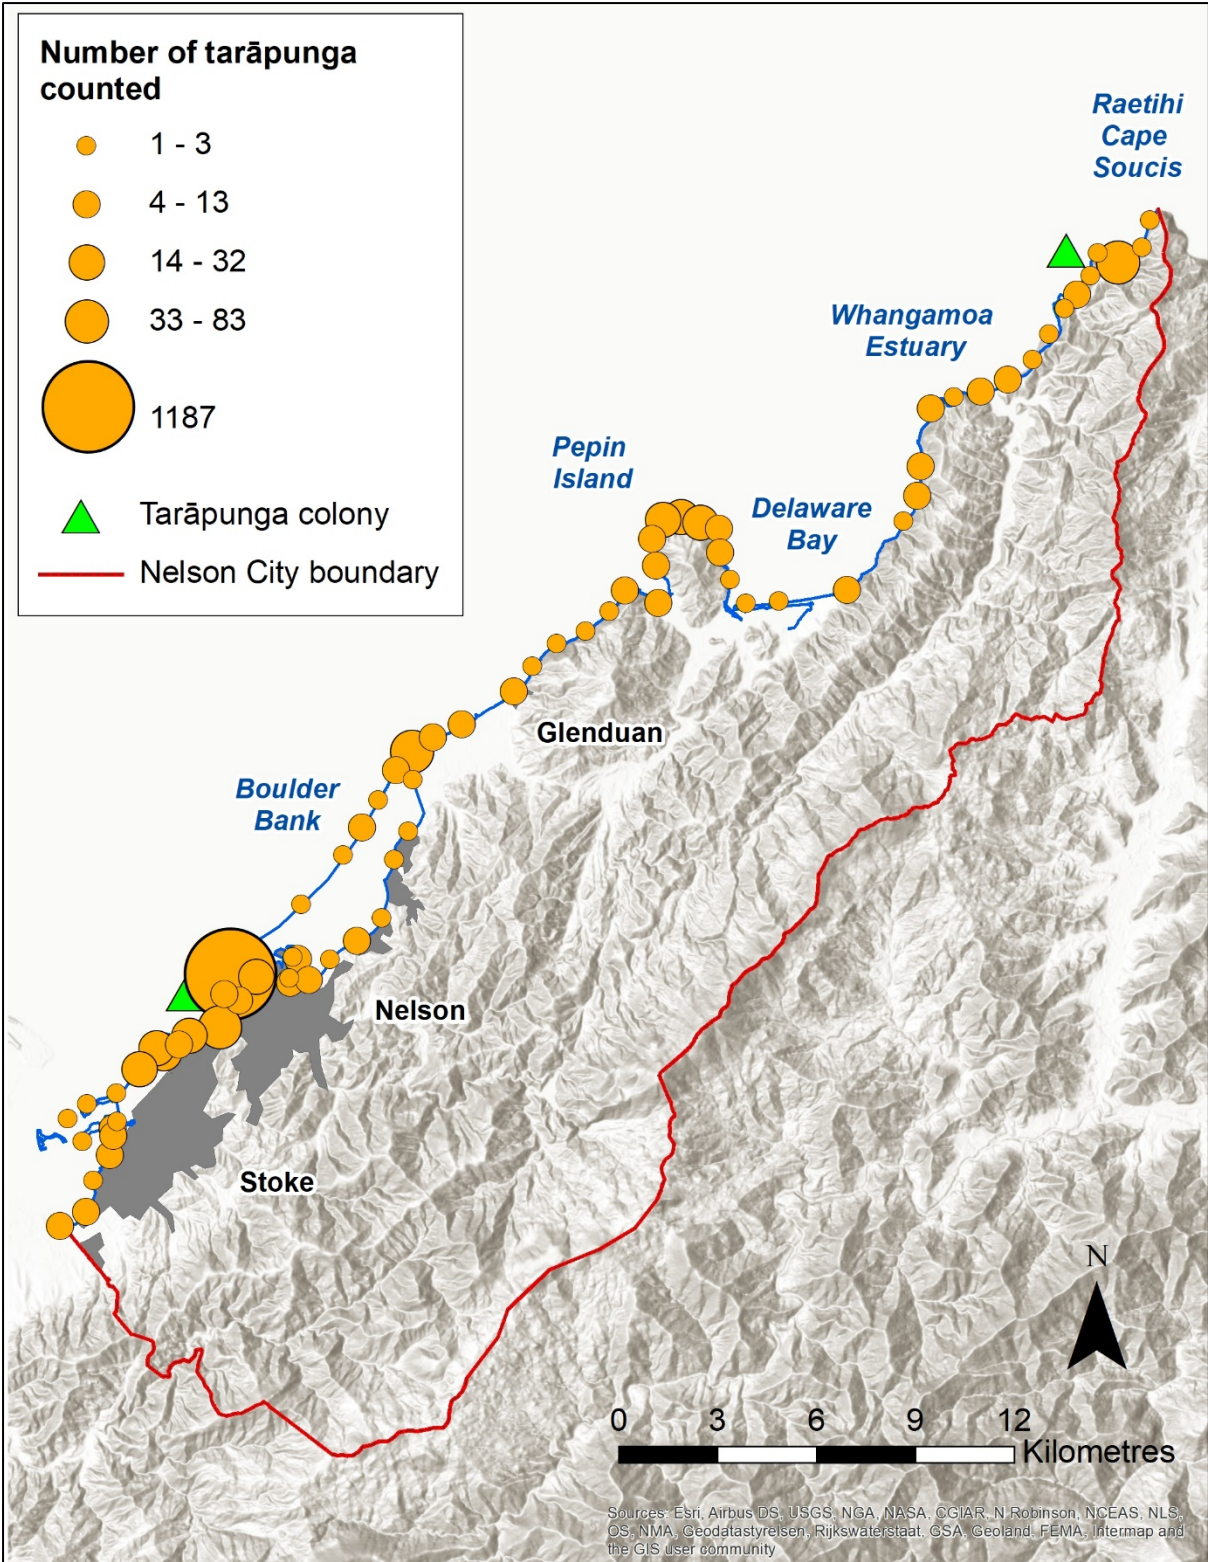 Number of tarāpunga
counted
1 - 3
4 - 13
14 - 32
33 - 83
1187
Tarāpunga colony
Nelson City boundary
Raetihi
Cape
Soucis
Whangamoa
Estuary
Pepin
Island
Delaware
Bay
Glenduan
Boulder
Bank
Nelson
Stoke
N
0 3 6 9 12
Kilometres
Sources: Esri, Airbus DS, USGS, NGA, NASA, CGIAR, N Robinson, NCEAS, NLS,
OS, NMA, Geodatastyrelsen, Rijkswaterstaat, GSA, Geoland, FEMA, Intermap and
the GIS user community